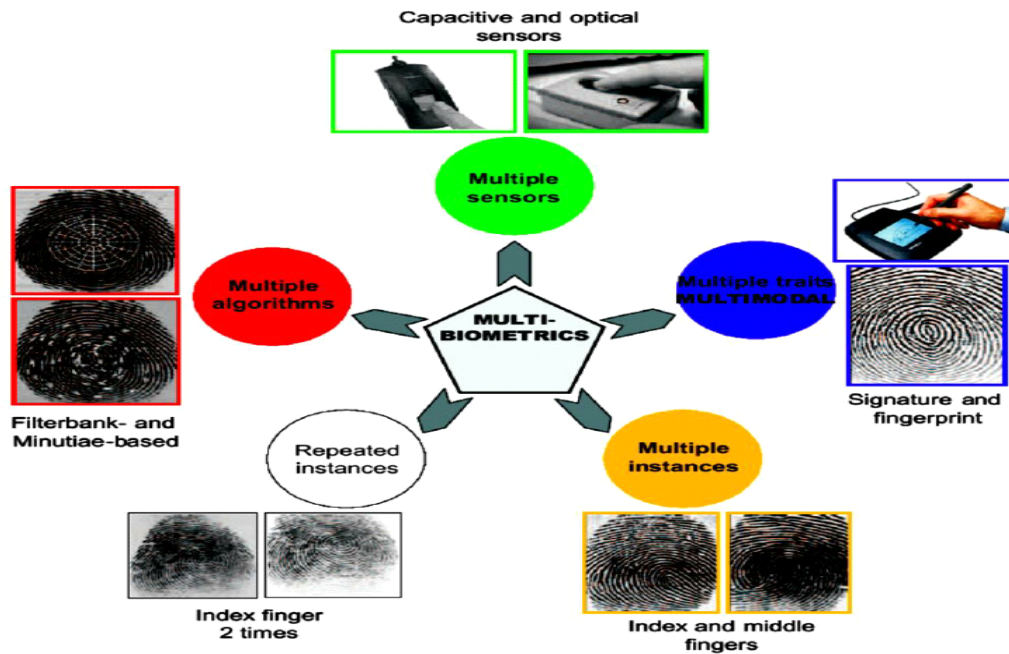 Capacitive and optical
sensors
Multiple
sensors
Multiple
algorithms
Multiple traits
MULTIMODAL
MULTI-
BIOMETRICS
Filterbank- and
Minutiae-based
Signature and
fingerprint
Repeated
instances
Multiple
instances
Index finger
2 times
Index and middle
fingers